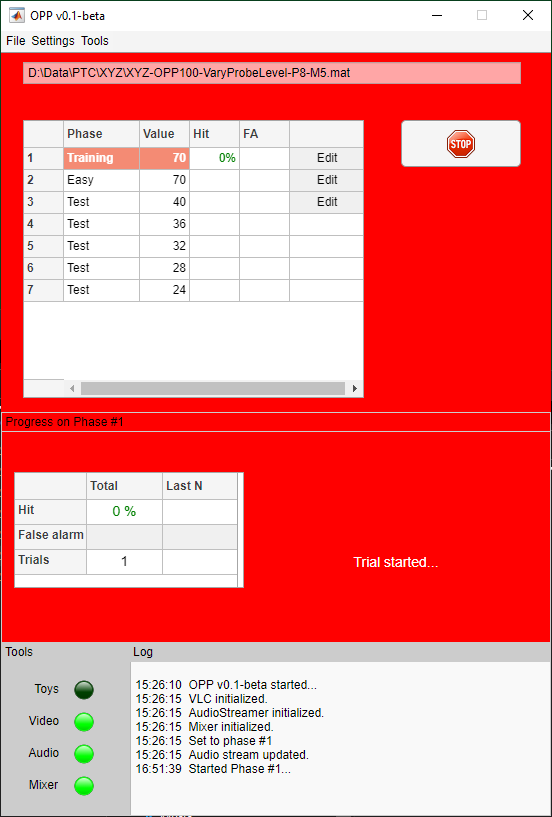 OPP v0.1-beta
File Settings Tools
D:\Data\PTC\XYZ\XYZ-OPP100-VaryProbeLevel-P8-M5.mat
Phase Value Hit FA
1 Training 70 0% Edit
2 Easy 70 Edit
3 Test 40 Edit
4 Test 36
5 Test 32
6 Test 28
7 Test 24
STOP
Progress on Phase #1
Total Last N
Hit 0 %
False alarm
Trials 1
Trial started...
Tools
Toys
Video
Audio
Mixer
Log
15:26:10 OPP v0.1-beta started...
15:26:15 VLC initialized.
15:26:15 AudioStreamer initialized.
15:26:15 Mixer initialized.
15:26:15 Set to phase #1
15:26:15 Audio stream updated.
16:51:39 Started Phase #1...